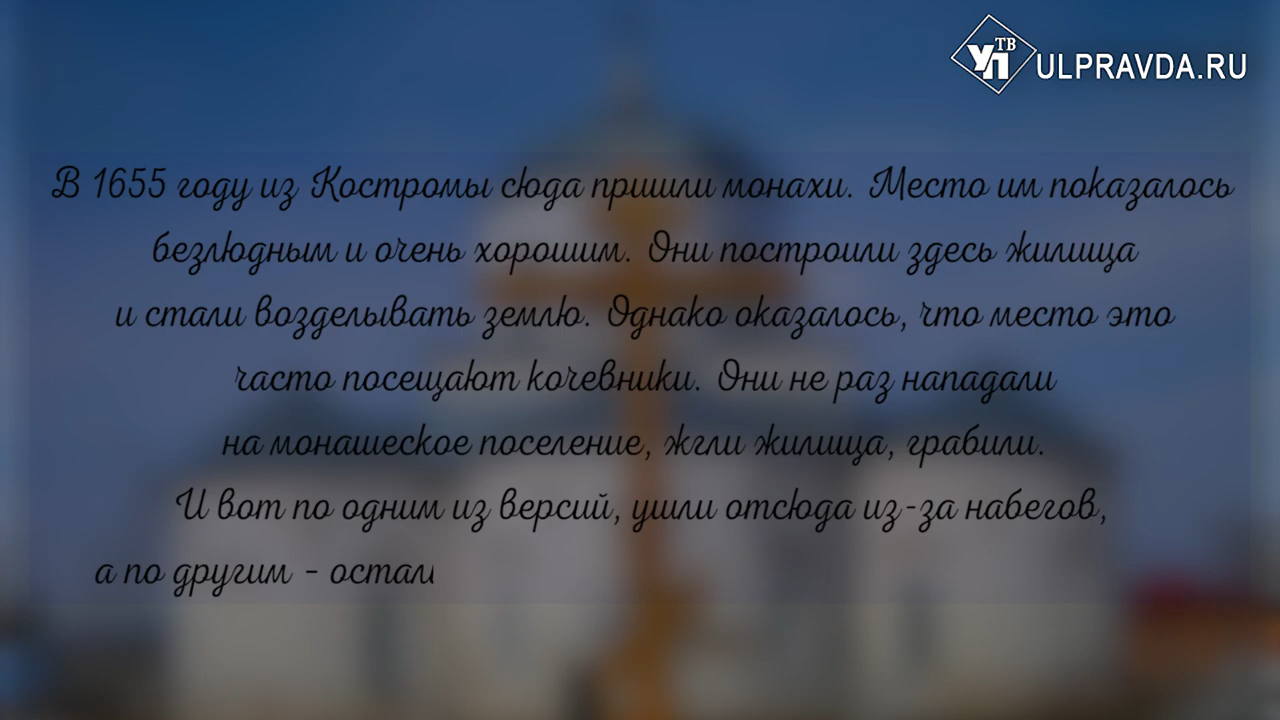 УП ТВ ULPRAVDA.RU
В 1655 году из Костромы сюда пришли монахи. Место им показалось
безлюдным и очень хорошим. Они построили здесь жилища
и стали возделывать землю. Однако оказалось, что место это
часто посещают кочевники. Они не раз нападали
на монашеское поселение, жгли жилища, грабили.
И вот по одним из версий, ушли отсюда из-за набегов,
а по другим - остали